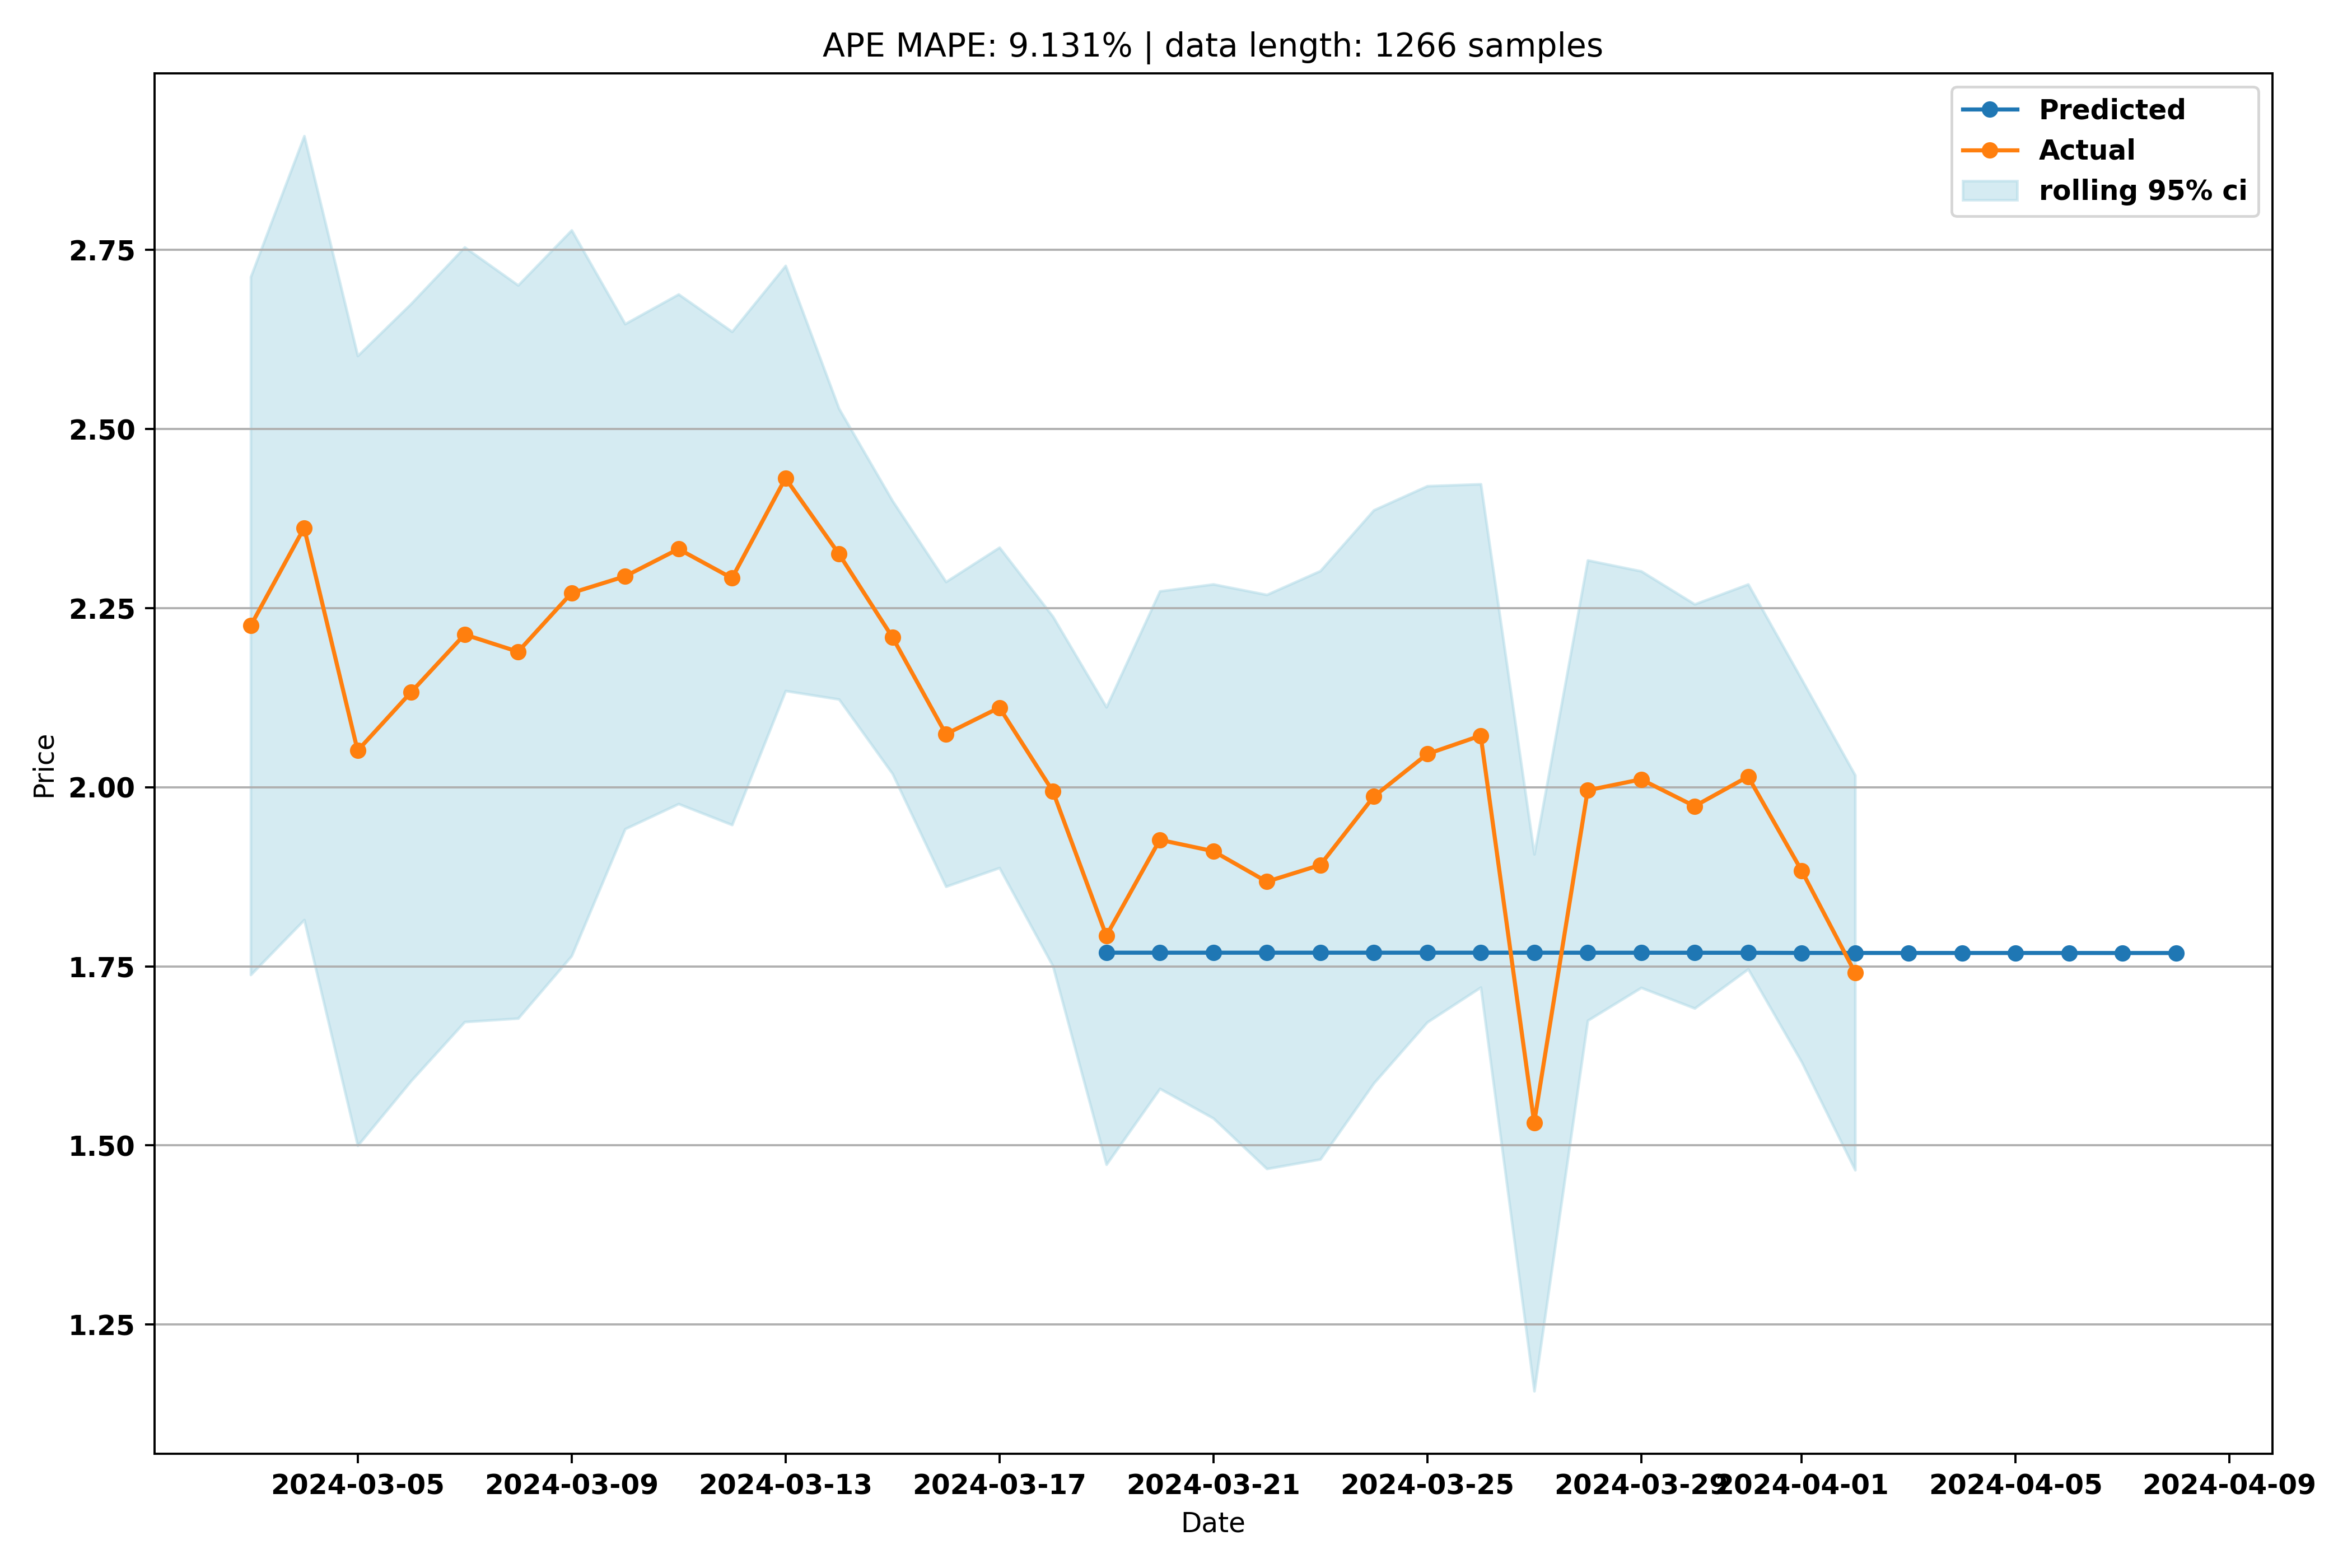 APE MAPE: 9.131% | data length: 1266 samples
Predicted
Actual
rolling 95% ci
2.75
2.50
2.25
2.00
1.75
1.50
1.25
Price
2024-03-05 2024-03-09 2024-03-13 2024-03-17 2024-03-21 2024-03-25 2024-03-29 2024-04-01 2024-04-05 2024-04-09
Date